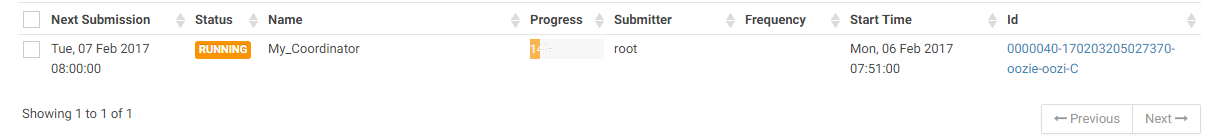 Next Submission Status Name Progress Submitter Frequency Start Time Id
Tue, 07 Feb 2017 RUNNING My_Coordinator root Mon, 06 Feb 2017 0000040-170203205027370-
08:00:00 07:51:00 oozie-oozi-C
Showing 1 to 1 of 1 Previous Next